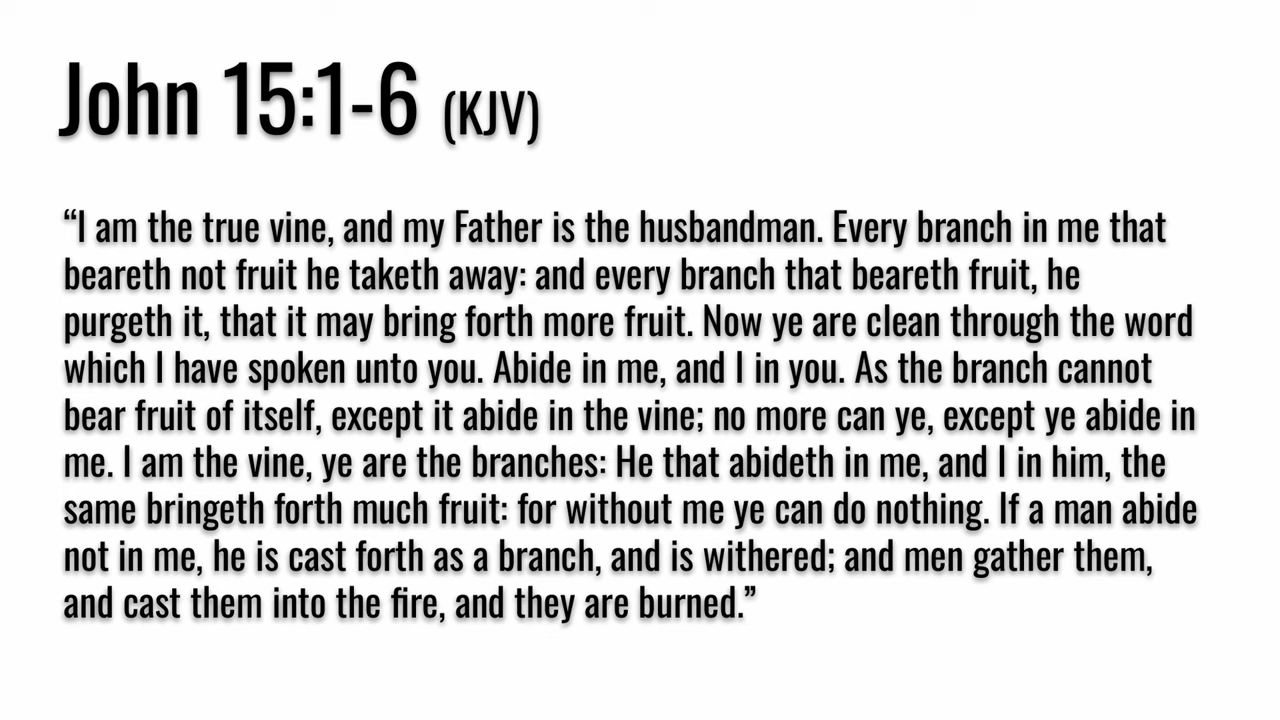 John 15:1-6 (KJV)
“I am the true vine, and my Father is the husbandman. Every branch in me that
beareth not fruit he taketh away: and every branch that beareth fruit, he
purgeth it, that it may bring forth more fruit. Now ye are clean through the word
which I have spoken unto you. Abide in me, and I in you. As the branch cannot
bear fruit of itself, except it abide in the vine; no more can ye, except ye abide in
me. I am the vine, ye are the branches: He that abideth in me, and I in him, the
same bringeth forth much fruit: for without me ye can do nothing. If a man abide
not in me, he is cast forth as a branch, and is withered; and men gather them,
and cast them into the fire, and they are burned.”